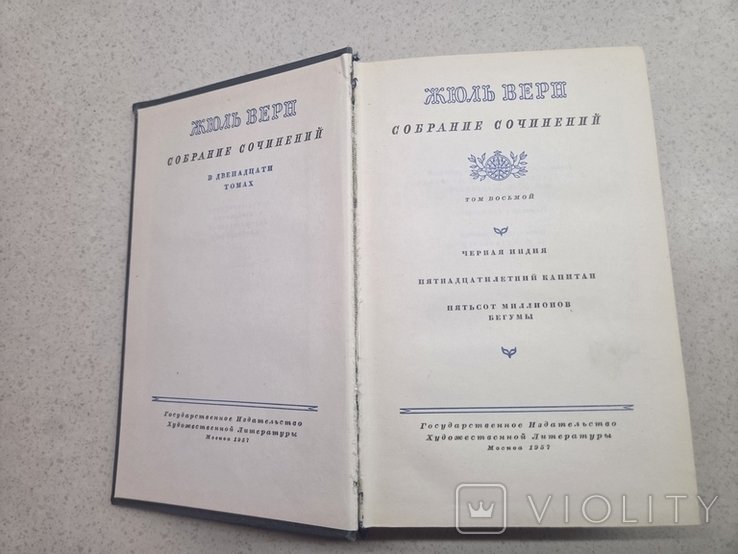 ЖЮЛЬ ВЕРН
СОБРАНИЕ СОЧИНЕНИЙ
В ДВЕНАДЦАТИ
ТОМАХ
Государственное Издательство
Художественной Литературы
Москва 1957
ЖЮЛЬ ВЕРН
СОБРАНИЕ СОЧИНЕНИЙ
ТОМ ВОСЬМОЙ
ЧЕРНАЯ ИНДИЯ
ПЯТНАДЦАТИЛЕТНИЙ КАПИТАН
ПЯТЬСОТ МИЛЛИОНОВ
БЕГУМЫ
Государственное Издательство
Художественной Литературы
Москва 1957
VIOLITY